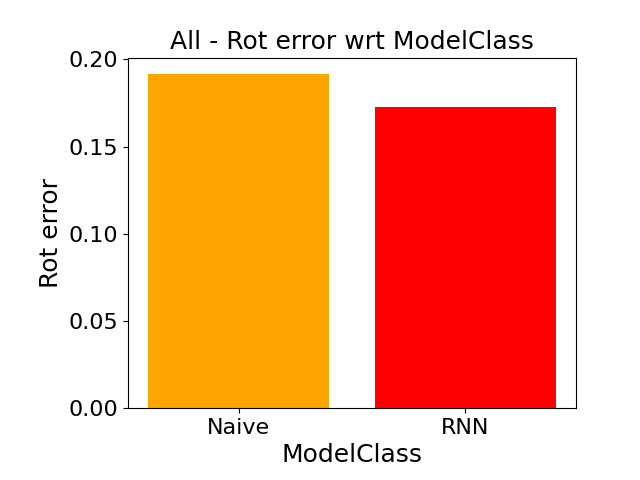 All - Rot error wrt ModelClass
0.20
0.15
0.10
0.05
0.00
Rot error
Naive
RNN
ModelClass